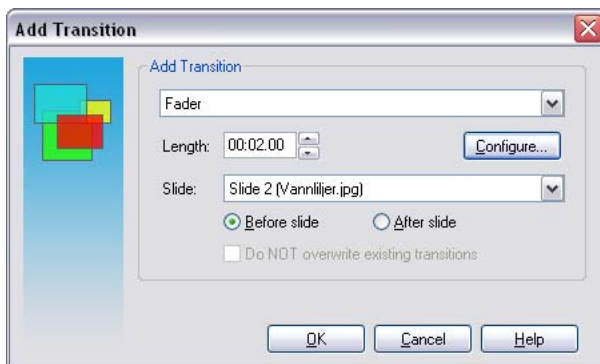 Add Transition
Add Transition
Fader
Length: 00:02.00 Configure...
Slide: Slide 2 (Vannliljer.jpg)
Before slide After slide
Do NOT overwrite existing transitions
OK Cancel Help